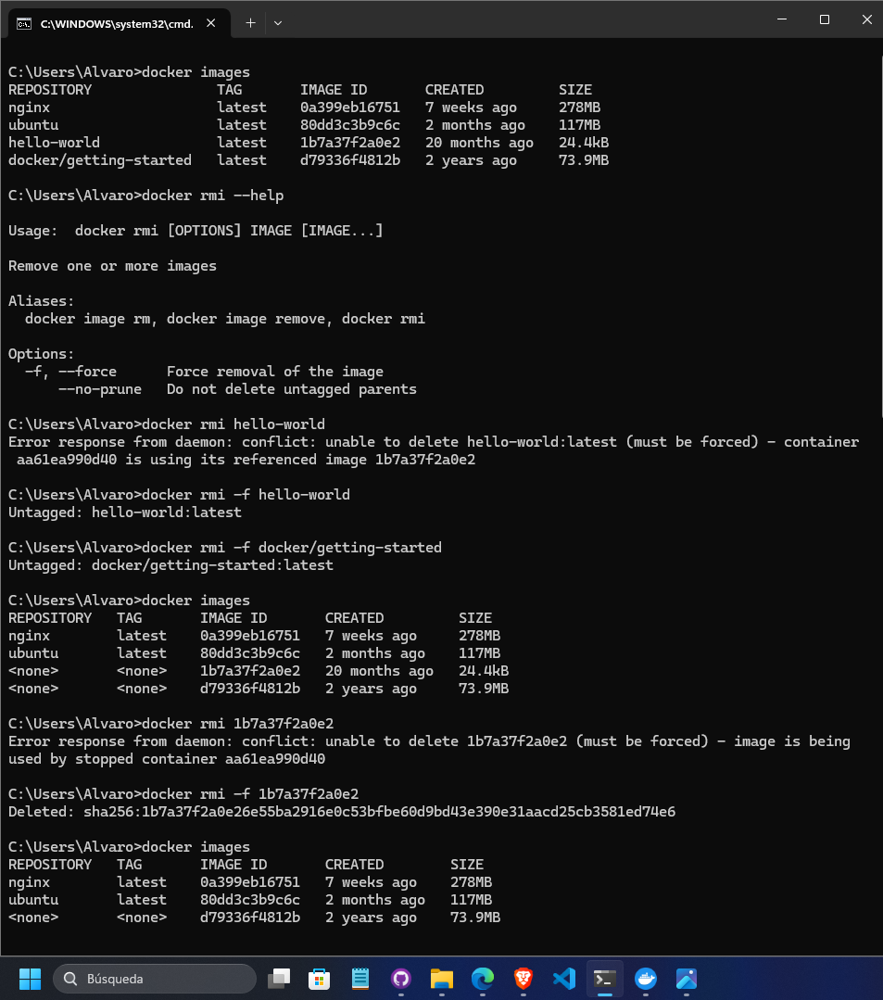 C:\WINDOWS\system32\cmd.
C:\Users\Alvaro>docker images
REPOSITORY               TAG       IMAGE ID       CREATED         SIZE
nginx                    latest    0a399eb16751   7 weeks ago     278MB
ubuntu                   latest    80dd3c3b9c6c   2 months ago    117MB
hello-world              latest    1b7a37f2a0e2   20 months ago   24.4kB
docker/getting-started   latest    d79336f4812b   2 years ago     73.9MB
C:\Users\Alvaro>docker rmi --help
Usage:  docker rmi [OPTIONS] IMAGE [IMAGE...]
Remove one or more images
Aliases:
  docker image rm, docker image remove, docker rmi
Options:
  -f, --force      Force removal of the image
      --no-prune   Do not delete untagged parents
C:\Users\Alvaro>docker rmi hello-world
Error response from daemon: conflict: unable to delete hello-world:latest (must be forced) - container
 aa61ea990d40 is using its referenced image 1b7a37f2a0e2
C:\Users\Alvaro>docker rmi -f hello-world
Untagged: hello-world:latest
C:\Users\Alvaro>docker rmi -f docker/getting-started
Untagged: docker/getting-started:latest
C:\Users\Alvaro>docker images
REPOSITORY   TAG       IMAGE ID       CREATED         SIZE
nginx        latest    0a399eb16751   7 weeks ago     278MB
ubuntu       latest    80dd3c3b9c6c   2 months ago    117MB
<none>       <none>    1b7a37f2a0e2   20 months ago   24.4kB
<none>       <none>    d79336f4812b   2 years ago     73.9MB
C:\Users\Alvaro>docker rmi 1b7a37f2a0e2
Error response from daemon: conflict: unable to delete 1b7a37f2a0e2 (must be forced) - image is being
used by stopped container aa61ea990d40
C:\Users\Alvaro>docker rmi -f 1b7a37f2a0e2
Deleted: sha256:1b7a37f2a0e26e55ba2916e0c53bfbe60d9bd43e390e31aacd25cb3581ed74e6
C:\Users\Alvaro>docker images
REPOSITORY   TAG       IMAGE ID       CREATED        SIZE
nginx        latest    0a399eb16751   7 weeks ago    278MB
ubuntu       latest    80dd3c3b9c6c   2 months ago   117MB
<none>       <none>    d79336f4812b   2 years ago    73.9MB
Búsqueda